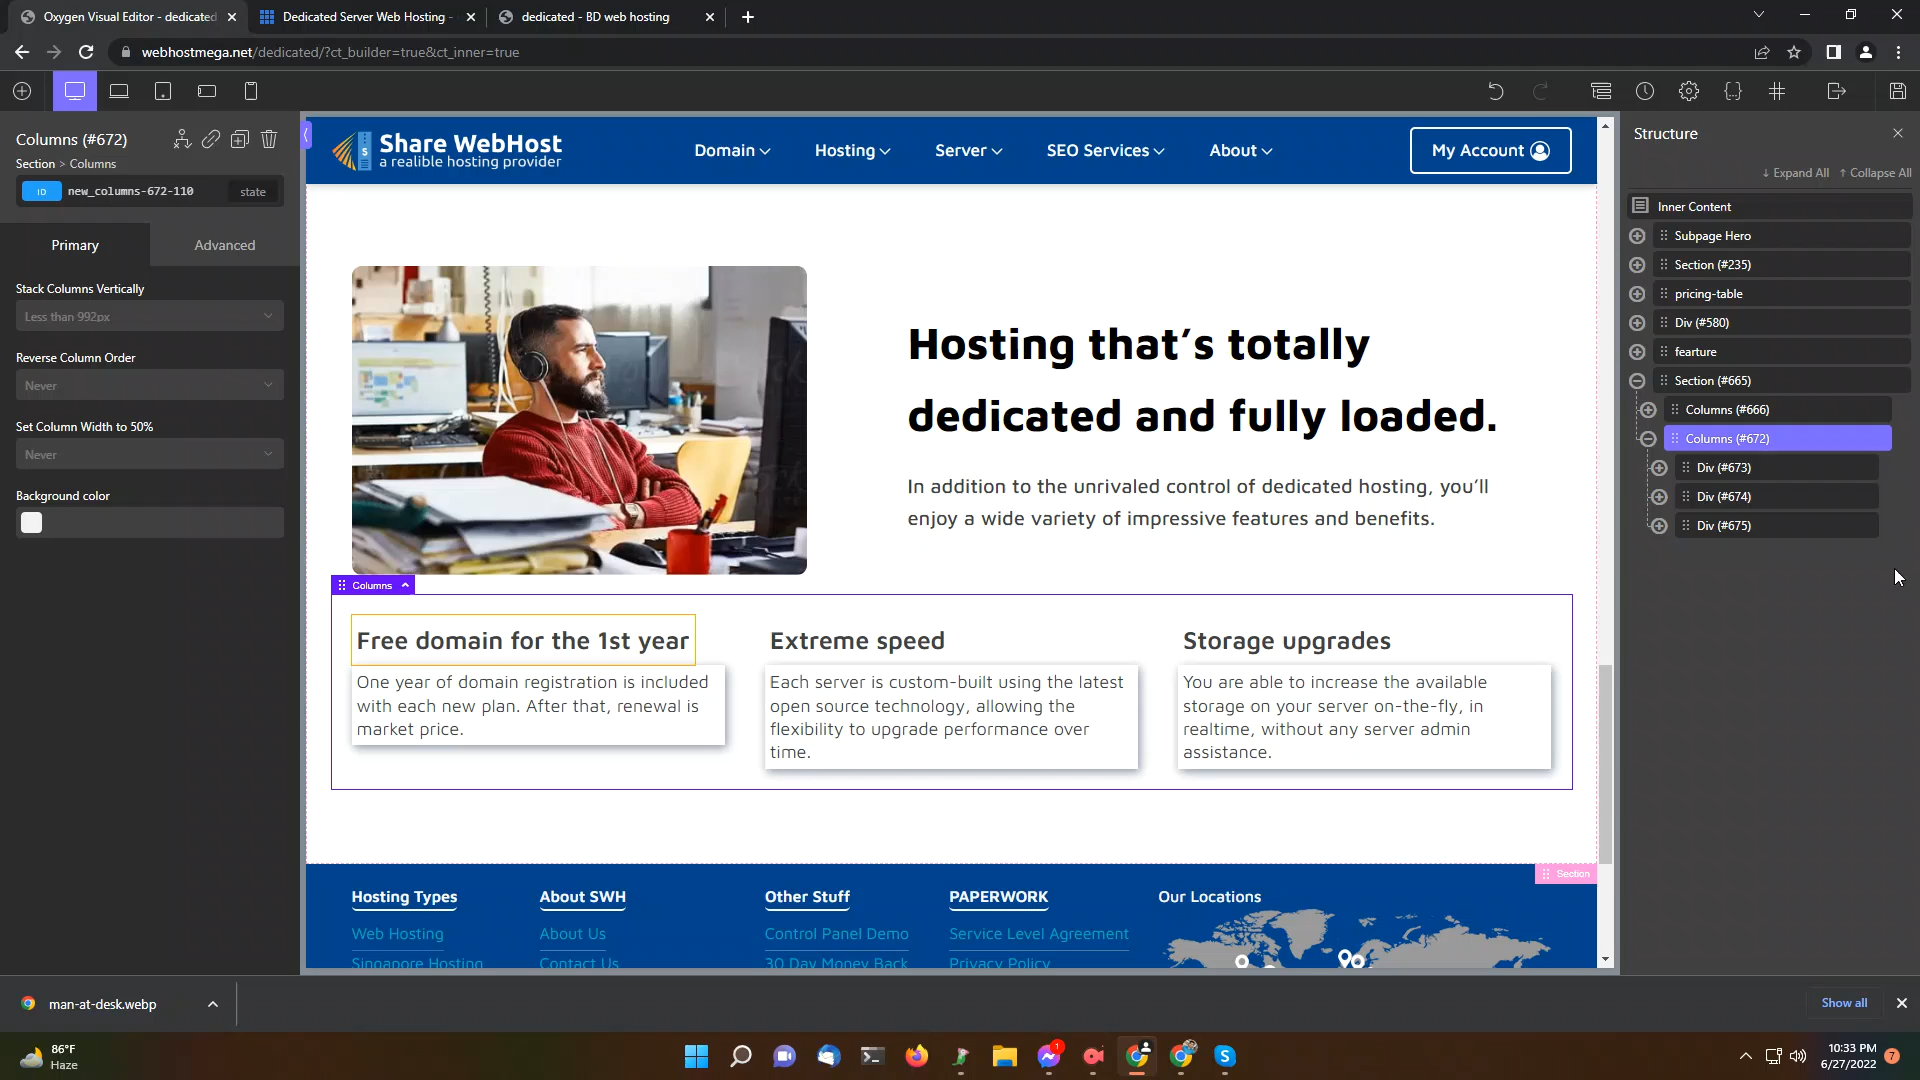 Oxygen Visual Editor - dedicated
Dedicated Server Web Hosting -
dedicated - BD web hosting
webhostmega.net/dedicated/?ct_builder=true&ct_inner=true
Columns (#672)
Section > Columns
ID new_columns-672-110 state
Primary
Advanced
Stack Columns Vertically
Less than 992px
Reverse Column Order
Never
Set Column Width to 50%
Never
Background color
Share WebHost
a realible hosting provider
Domain
Hosting
Server
SEO Services
About
My Account
Hosting that’s totally
dedicated and fully loaded.
In addition to the unrivaled control of dedicated hosting, you’ll
enjoy a wide variety of impressive features and benefits.
Columns
Free domain for the 1st year
One year of domain registration is included
with each new plan. After that, renewal is
market price.
Extreme speed
Each server is custom-built using the latest
open source technology, allowing the
flexibility to upgrade performance over
time.
Storage upgrades
You are able to increase the available
storage on your server on-the-fly, in
realtime, without any server admin
assistance.
Section
Hosting Types
Web Hosting
Singapore Hosting
About SWH
About Us
Contact Us
Other Stuff
Control Panel Demo
30 Day Money Back
PAPERWORK
Service Level Agreement
Privacy Policy
Our Locations
Structure
Expand All
Collapse All
Inner Content
Subpage Hero
Section (#235)
pricing-table
Div (#580)
fearture
Section (#665)
Columns (#666)
Columns (#672)
Div (#673)
Div (#674)
Div (#675)
man-at-desk.webp
Show all
86°F
Haze
1
10:33 PM
6/27/2022
7